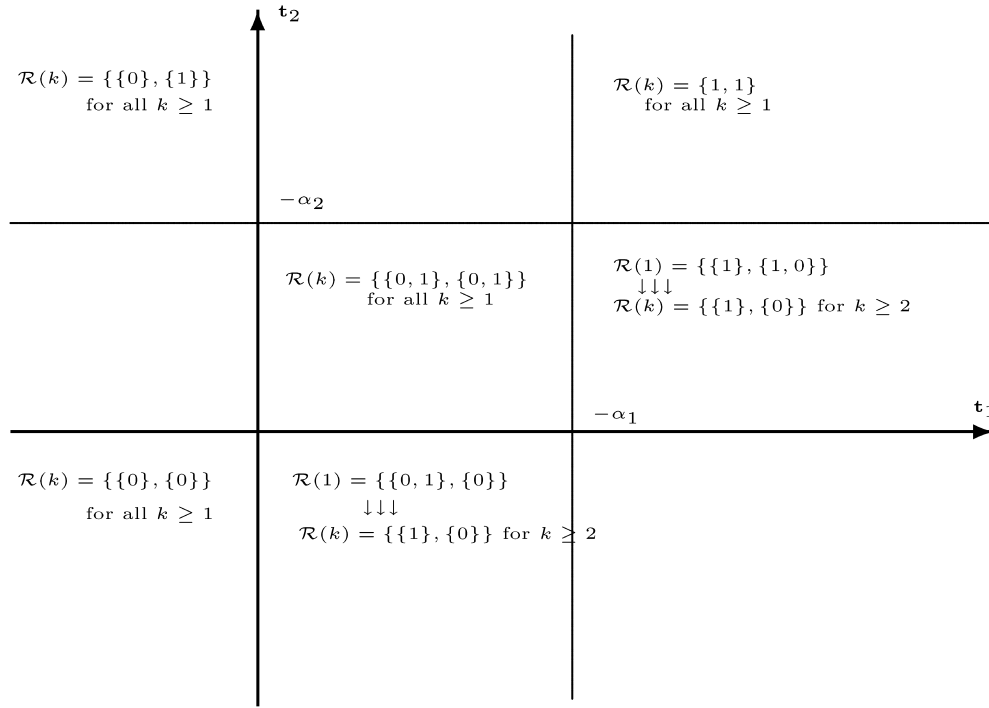 t₂
ℛ(k) = {{0}, {1}}
for all k ≥ 1
ℛ(k) = {1, 1}
for all k ≥ 1
−α₂
ℛ(k) = {{0, 1}, {0, 1}}
for all k ≥ 1
ℛ(1) = {{1}, {1, 0}}
↓↓↓
ℛ(k) = {{1}, {0}} for k ≥ 2
−α₁
t₁
ℛ(k) = {{0}, {0}}
for all k ≥ 1
ℛ(1) = {{0, 1}, {0}}
↓↓↓
ℛ(k) = {{1}, {0}} for k ≥ 2